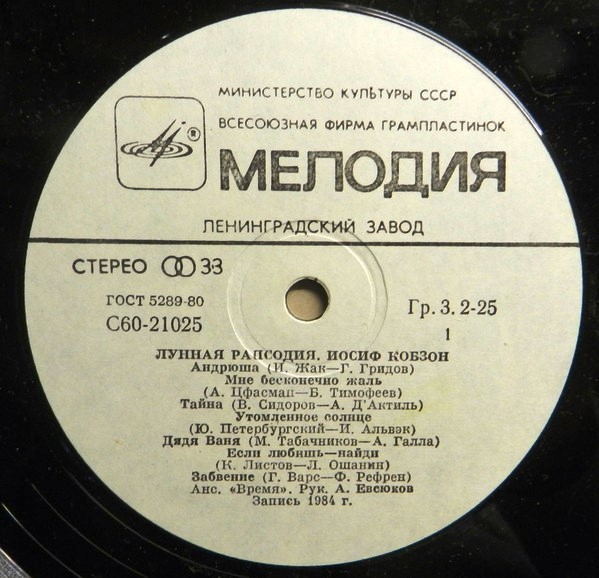 МИНИСТЕРСТВО КУЛЬТУРЫ СССР
ВСЕСОЮЗНАЯ ФИРМА ГРАМПЛАСТИНОК
®
МЕЛОДИЯ
ЛЕНИНГРАДСКИЙ ЗАВОД
СТЕРЕО 33
ГОСТ 5289-80
Гр. 3. 2-25
С60-21025
1
ЛУННАЯ РАПСОДИЯ. ИОСИФ КОБЗОН
Андрюша (И. Жак—Г. Гридов)
Мне бесконечно жаль
(А. Цфасман—Б. Тимофеев)
Тайна (В. Сидоров—А. Д'Актиль)
Утомленное солнце
(Ю. Петербургский—И. Альвэк)
Дядя Ваня (М. Табачников—А. Галла)
Если любишь—найди
(К. Листов—Л. Ошанин)
Забвение (Г. Варс—Ф. Рефрен)
Анс. «Время». Рук. А. Евсюков
Запись 1984 г.